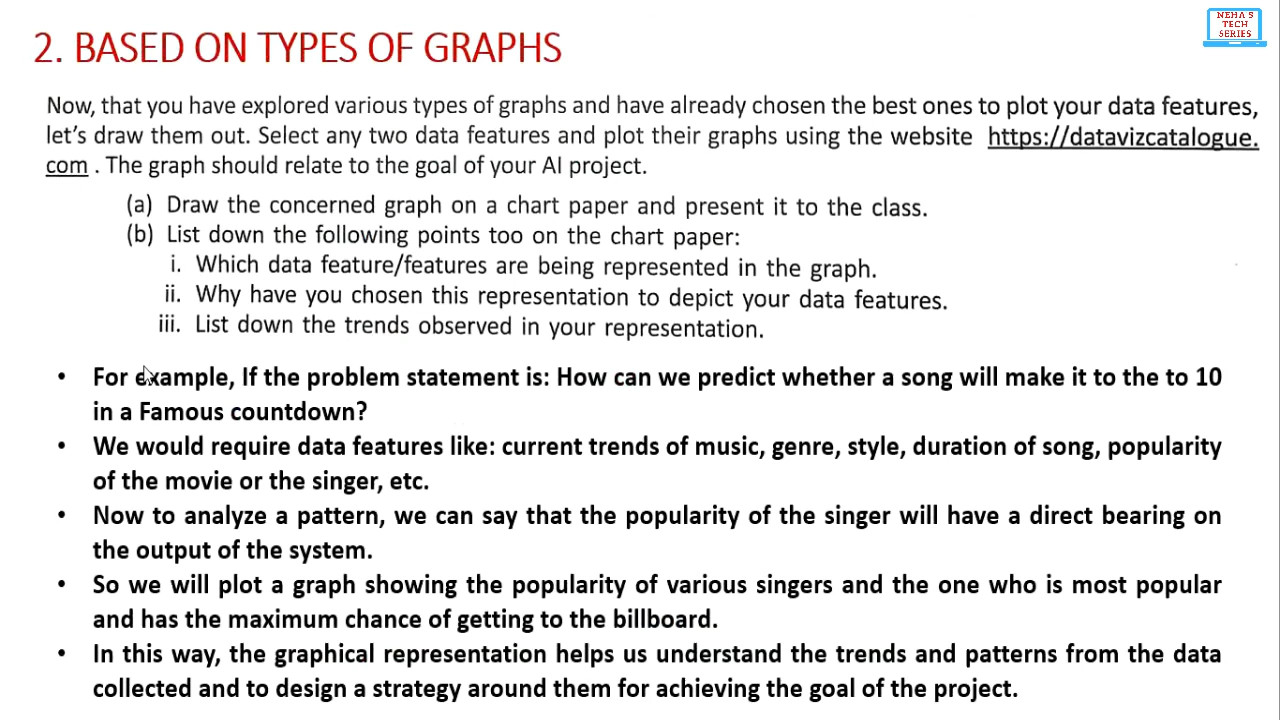 NEHA S
TECH
SERIES
2. BASED ON TYPES OF GRAPHS
Now, that you have explored various types of graphs and have already chosen the best ones to plot your data features,
let's draw them out. Select any two data features and plot their graphs using the website https://datavizcatalogue.
com . The graph should relate to the goal of your AI project.
(a) Draw the concerned graph on a chart paper and present it to the class.
(b) List down the following points too on the chart paper:
i. Which data feature/features are being represented in the graph.
ii. Why have you chosen this representation to depict your data features.
iii. List down the trends observed in your representation.
• For example, If the problem statement is: How can we predict whether a song will make it to the to 10
in a Famous countdown?
• We would require data features like: current trends of music, genre, style, duration of song, popularity
of the movie or the singer, etc.
• Now to analyze a pattern, we can say that the popularity of the singer will have a direct bearing on
the output of the system.
• So we will plot a graph showing the popularity of various singers and the one who is most popular
and has the maximum chance of getting to the billboard.
• In this way, the graphical representation helps us understand the trends and patterns from the data
collected and to design a strategy around them for achieving the goal of the project.